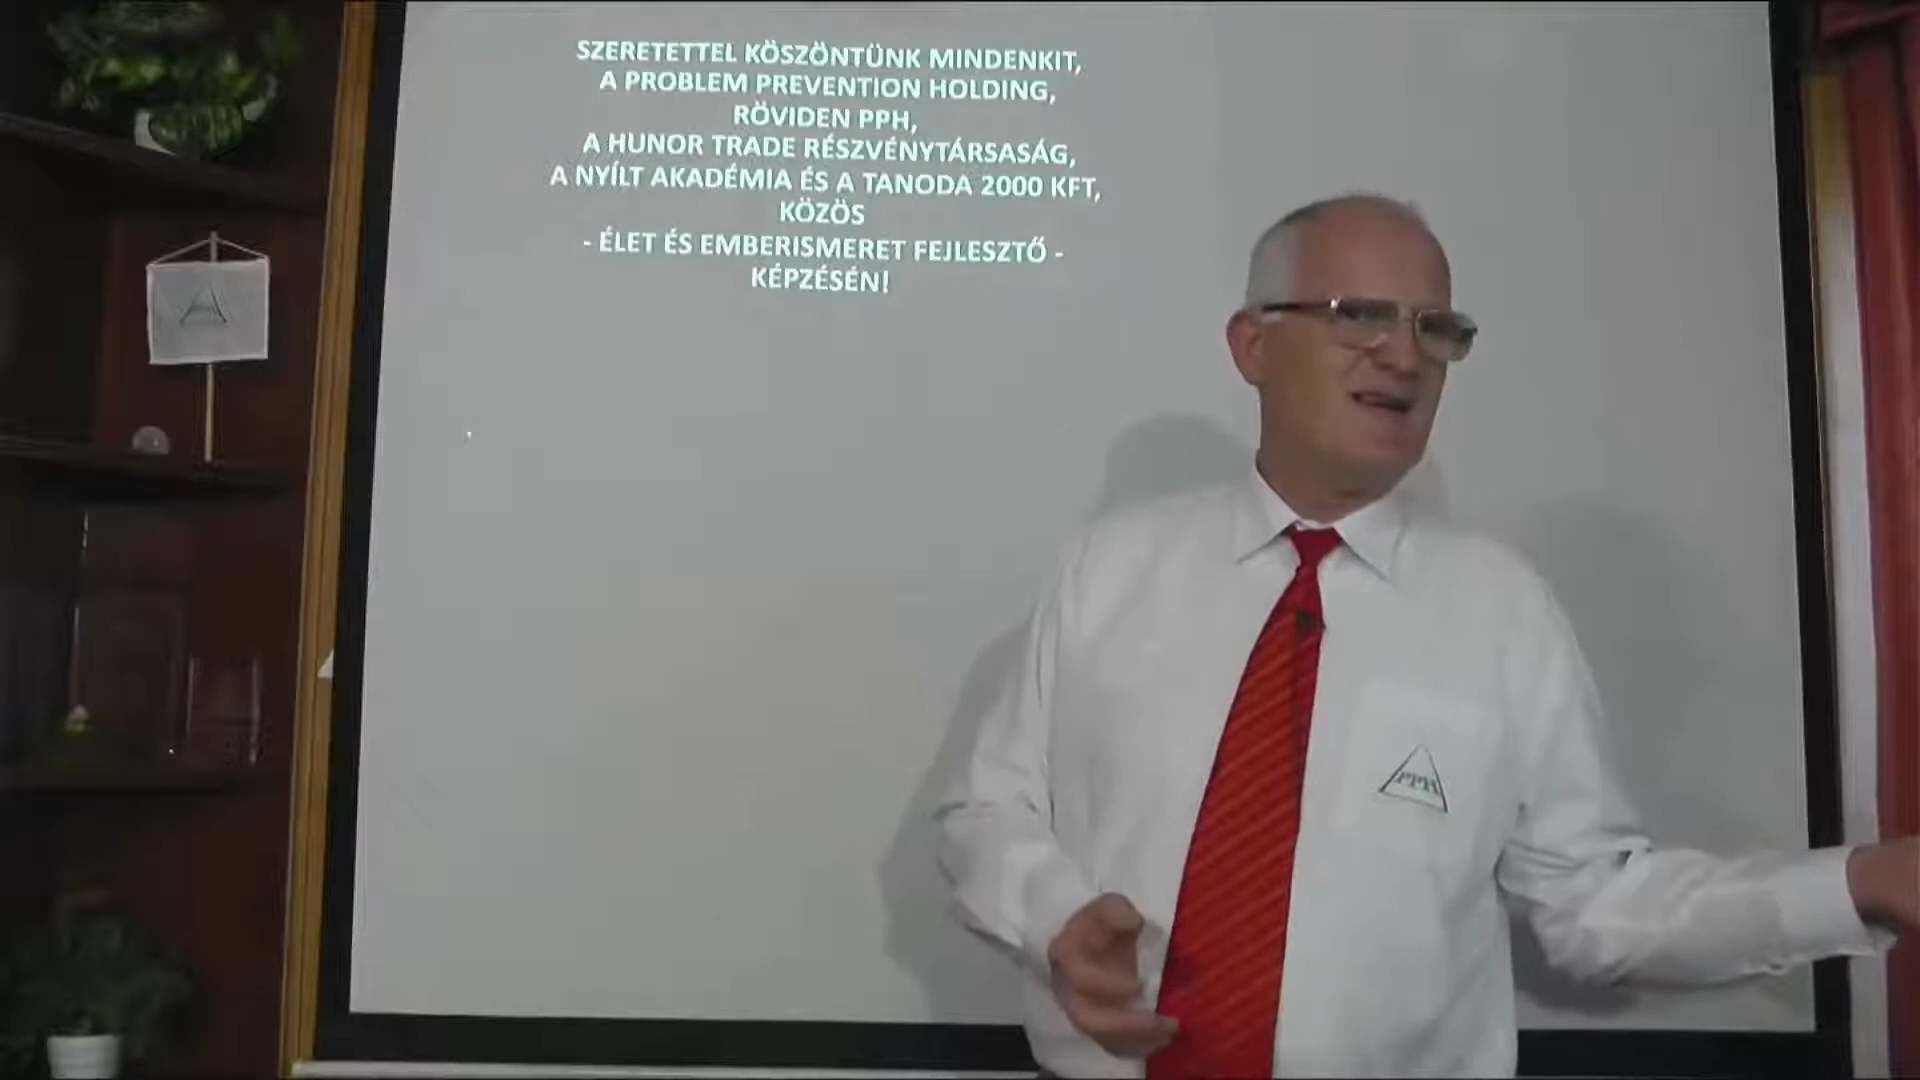 SZERETETTEL KÖSZÖNTÜNK MINDENKIT,
A PROBLEM PREVENTION HOLDING,
RÖVIDEN PPH,
A HUNOR TRADE RÉSZVÉNYTÁRSASÁG,
A NYÍLT AKADÉMIA ÉS A TANODA 2000 KFT,
KÖZÖS
- ÉLET ÉS EMBERISMERET FEJLESZTŐ -
KÉPZÉSÉN!
PPH